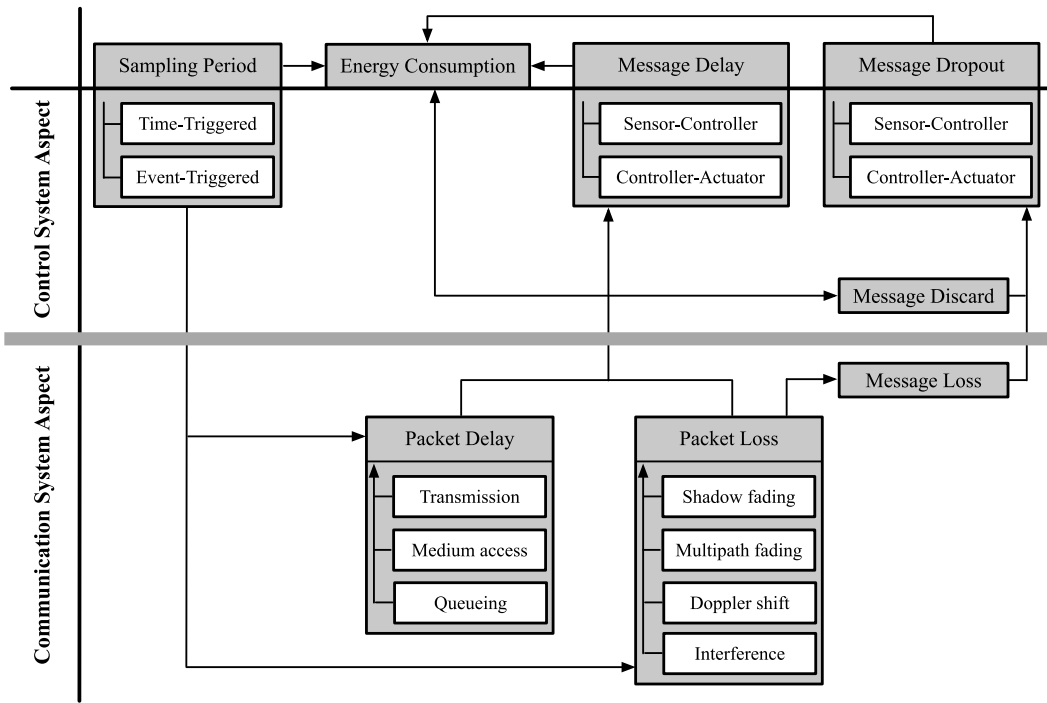 Sampling Period
Energy Consumption
Message Delay
Message Dropout
Control System Aspect
Time-Triggered
Event-Triggered
Sensor-Controller
Controller-Actuator
Sensor-Controller
Controller-Actuator
Message Discard
Communication System Aspect
Message Loss
Packet Delay
Transmission
Medium access
Queueing
Packet Loss
Shadow fading
Multipath fading
Doppler shift
Interference